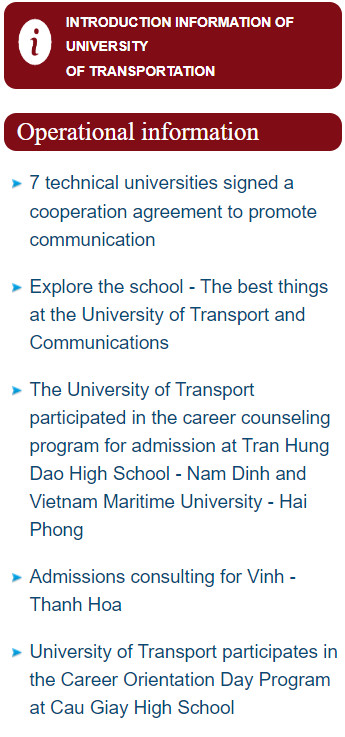 INTRODUCTION INFORMATION OF
UNIVERSITY
OF TRANSPORTATION
Operational information
7 technical universities signed a
cooperation agreement to promote
communication
Explore the school - The best things
at the University of Transport and
Communications
The University of Transport
participated in the career counseling
program for admission at Tran Hung
Dao High School - Nam Dinh and
Vietnam Maritime University - Hai
Phong
Admissions consulting for Vinh -
Thanh Hoa
University of Transport participates in
the Career Orientation Day Program
at Cau Giay High School